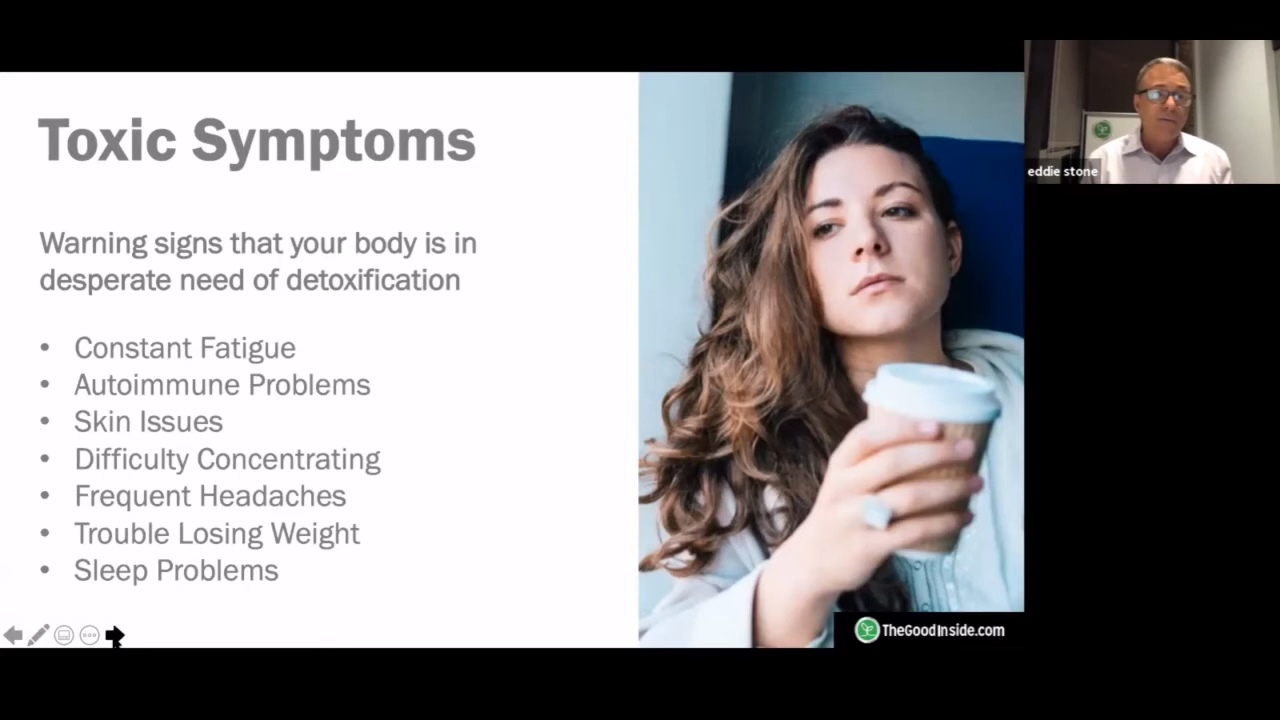 Toxic Symptoms
Warning signs that your body is in
desperate need of detoxification
• Constant Fatigue
• Autoimmune Problems
• Skin Issues
• Difficulty Concentrating
• Frequent Headaches
• Trouble Losing Weight
• Sleep Problems
TheGoodInside.com
eddie stone